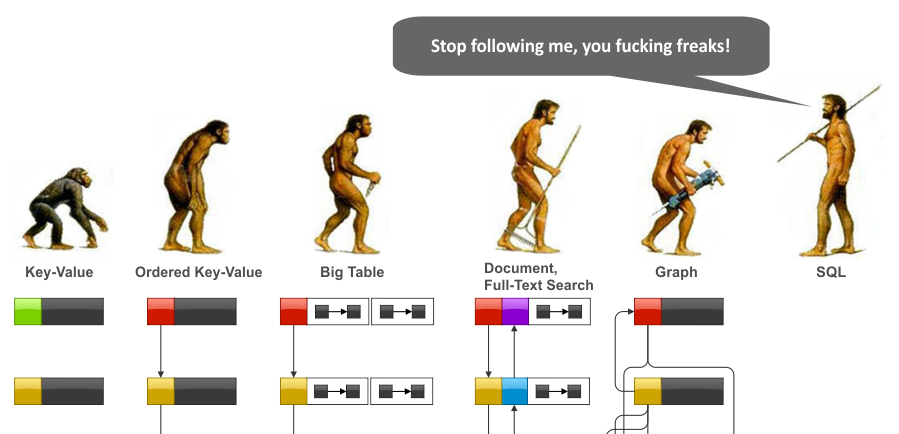 Stop following me, you fucking freaks!
Key-Value
Ordered Key-Value
Big Table
Document,
Full-Text Search
Graph
SQL